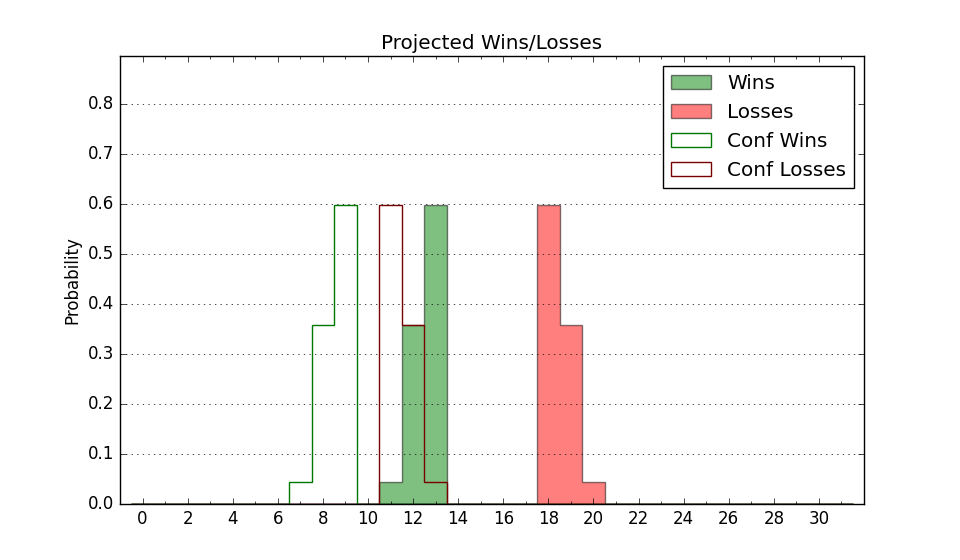 Projected Wins/Losses
Wins
Losses
Conf Wins
Conf Losses
Probability
0.8
0.7
0.6
0.5
0.4
0.3
0.2
0.1
0.0
0 2 4 6 8 10 12 14 16 18 20 22 24 26 28 30